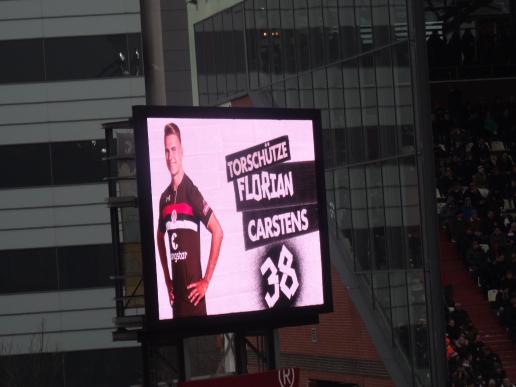 TORSCHÜTZE
FLORIAN
CARSTENS
38